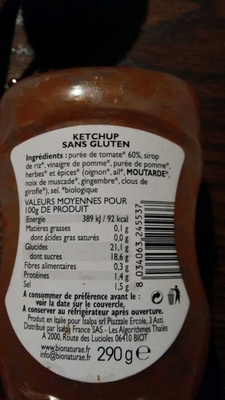 KETCHUP
SANS GLUTEN
Ingrédients : purée de tomate* 60%, sirop
de riz*, vinaigre de pomme*, purée de pomme*,
herbes* et épices* (oignon*, ail*, MOUTARDE*,
noix de muscade*, gingembre*, clous de
girofle*), sel. *biologique
VALEURS MOYENNES POUR
100g DE PRODUIT
Energie 389 kJ / 92 kcal
Matières grasses 0,1 g
dont acides gras saturés 0,0 g
Glucides 21,1 g
dont sucres 18,6 g
Fibres alimentaires 0,3 g
Protéines 1,4 g
Sel 1,5 g
8 034063 245537
A consommer de préférence avant le :
voir la date sur le couvercle.
A conserver au réfrigérateur après ouverture.
Produit en Italie pour Isalpa srl Piazzale Ercole, 3 Asti.
Distribué par Isalpa France SAS - Les Algorithmes Thalès
A 2000, Route des Lucioles 06410 BIOT
info@bionaturae.fr 290 g e